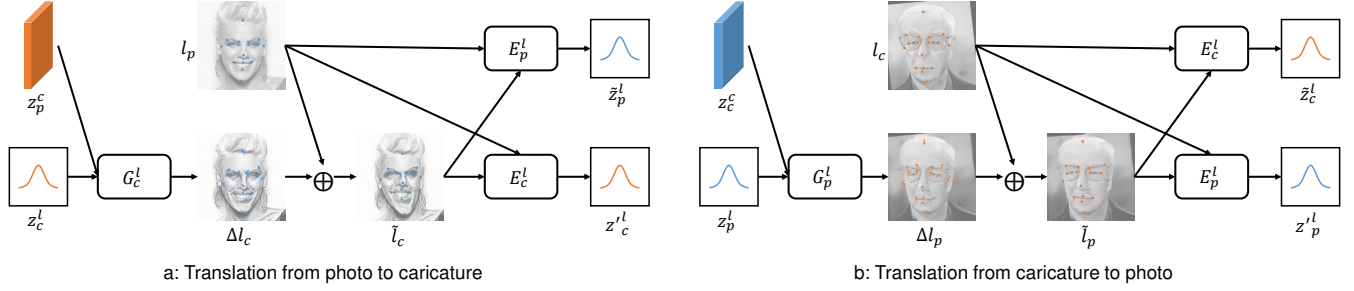 l_p
E_p^l
z̃_p^l
z_p^c
G_c^l
E_c^l
z_c^l
Δl_c
l̃_c
z'_c^l
a: Translation from photo to caricature
l_c
E_c^l
z̃_c^l
z_c^c
G_p^l
E_p^l
z_p^l
Δl_p
l̃_p
z'_p^l
b: Translation from caricature to photo